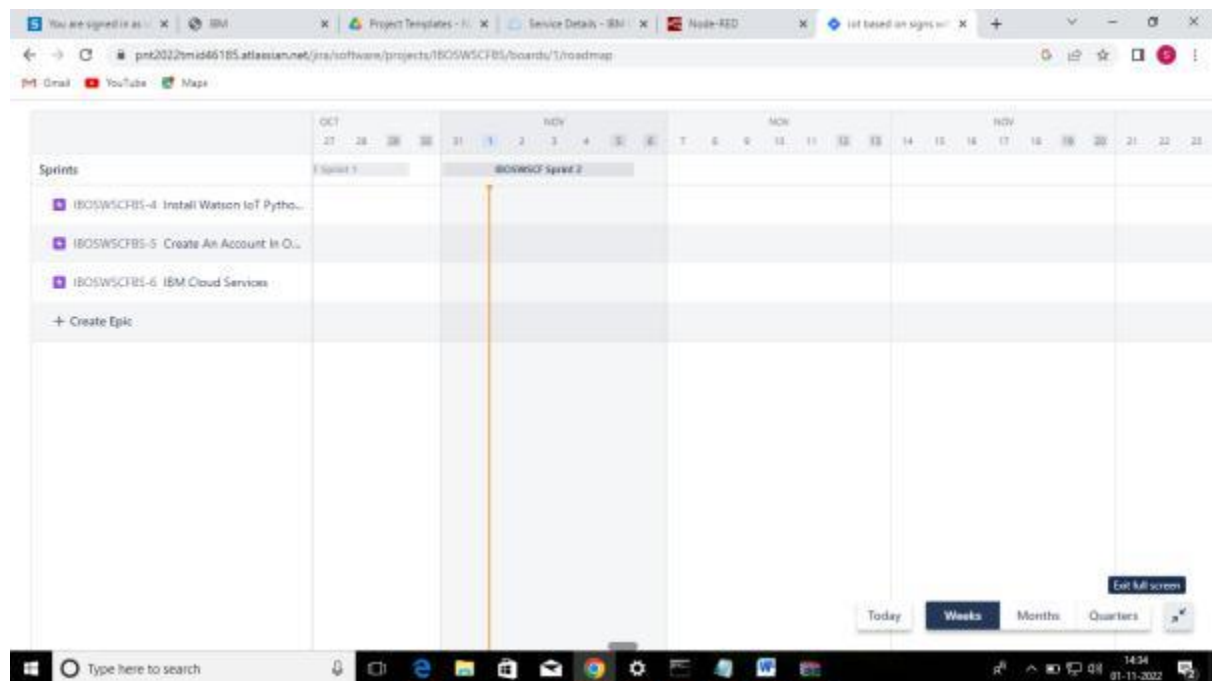 You are signed in as
IBM
Project Templates -
Service Details - IBM
Node-RED
iot based on signs wit
pnt2022tmid46185.atlassian.net/jira/software/projects/IBOSWSCFBS/boards/1/roadmap
Gmail
YouTube
Maps
OCT
NOV
NOV
NOV
27 28 29 30 31 1 2 3 4 5 6 7 8 9 10 11 12 13 14 15 16 17 18 19 20 21 22 23
Sprints
F Sprint 1
IBOSWSCF Sprint 2
IBOSWSCFBS-4 Install Watson IoT Pytho...
IBOSWSCFBS-5 Create An Account In O...
IBOSWSCFBS-6 IBM Cloud Services
+ Create Epic
Exit full screen
Today
Weeks
Months
Quarters
Type here to search
14:34
01-11-2022